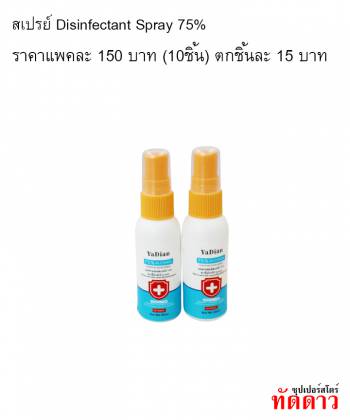 สเปรย์ Disinfectant Spray 75%
ราคาแพคละ 150 บาท (10ชิ้น) ตกชิ้นละ 15 บาท
YaDian
YaDian
ซุปเปอร์สโตร์
ทัดดาว